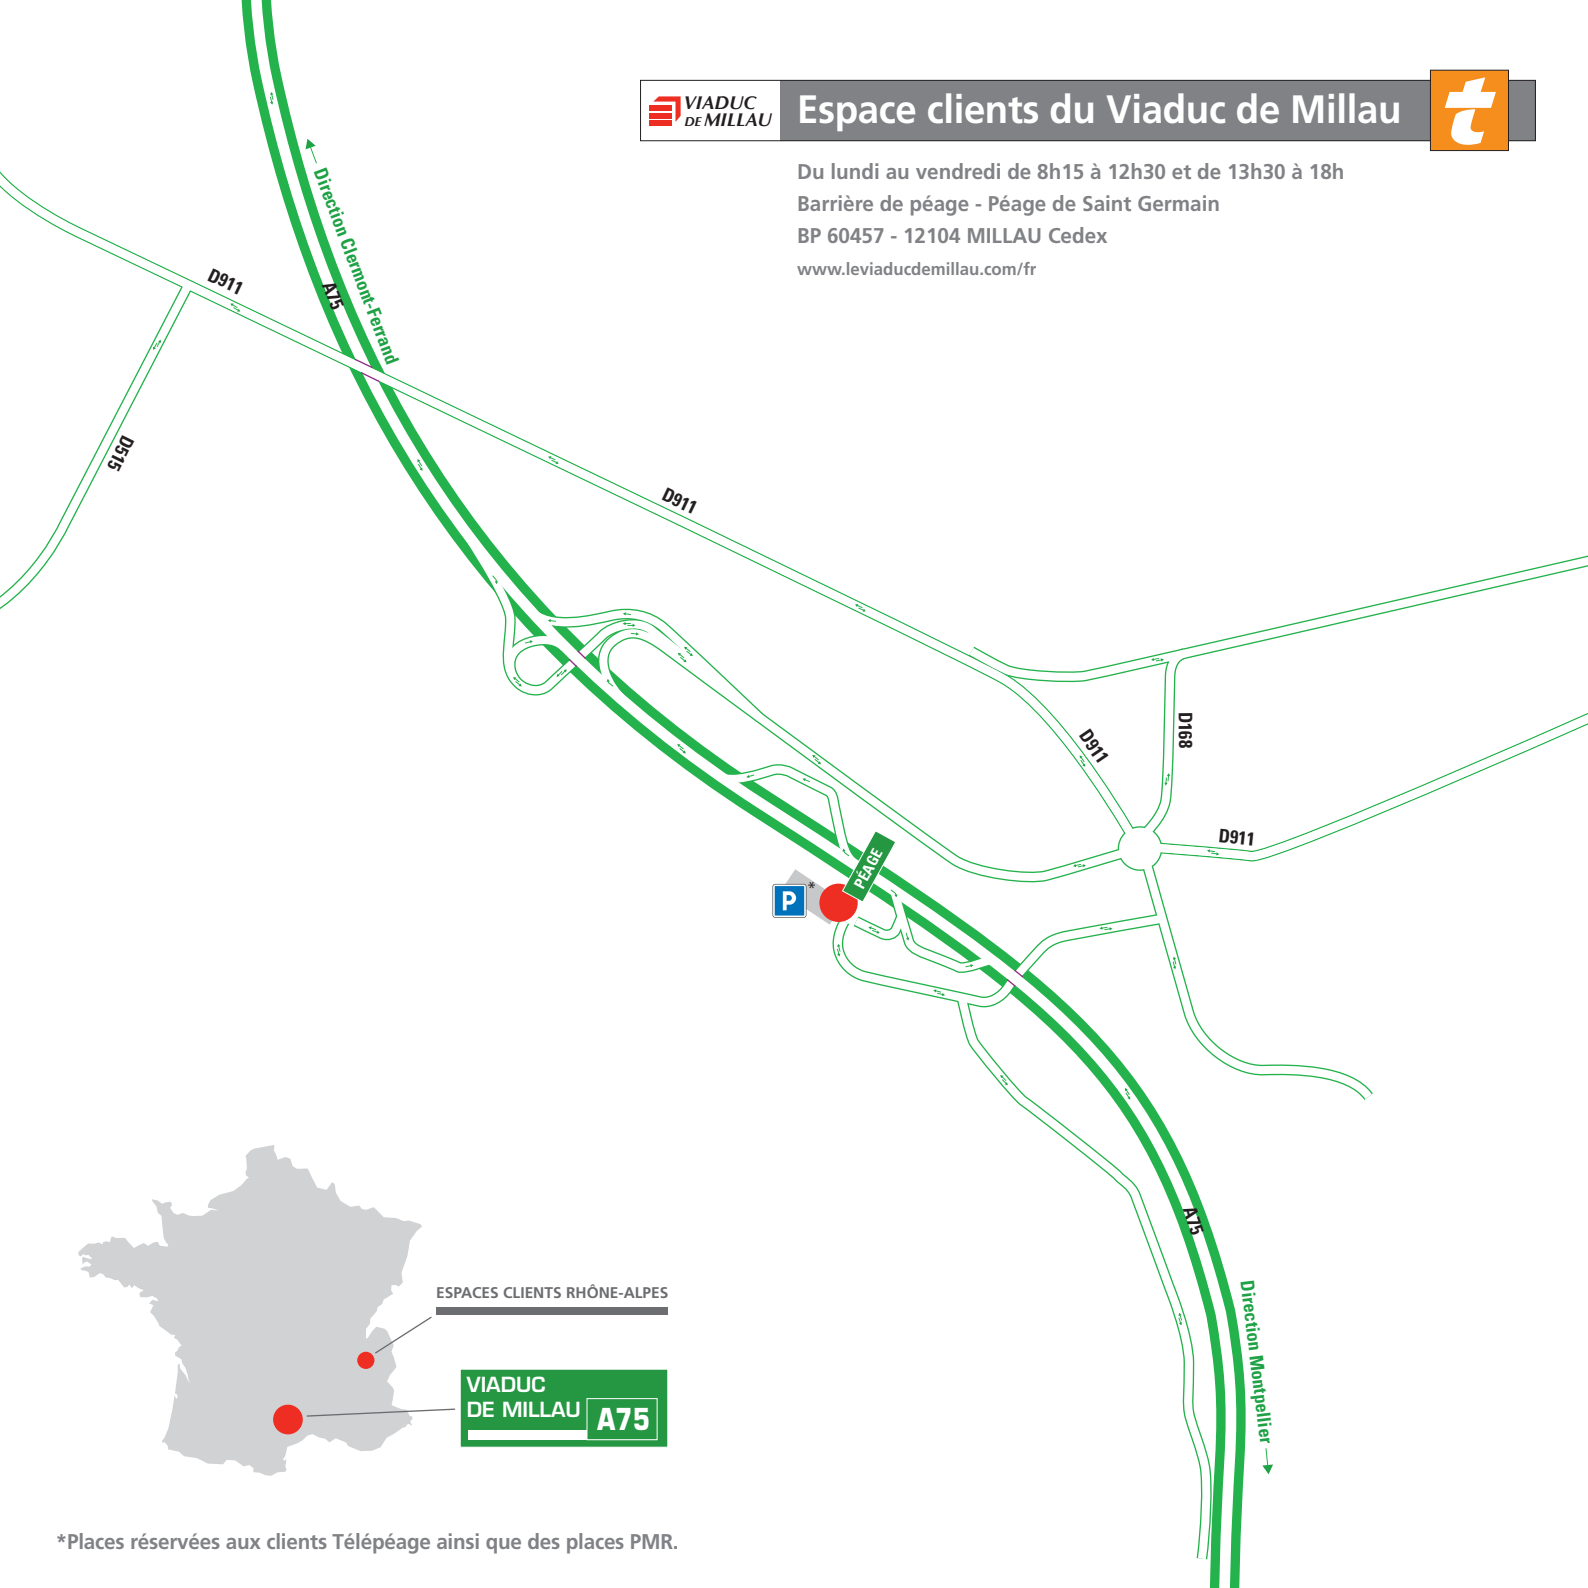 VIADUC
DE MILLAU
Espace clients du Viaduc de Millau
t
Du lundi au vendredi de 8h15 à 12h30 et de 13h30 à 18h
Barrière de péage - Péage de Saint Germain
BP 60457 - 12104 MILLAU Cedex
www.leviaducdemillau.com/fr
Direction Clermont-Ferrand
A75
D911
D515
D911
D911
D168
D911
PÉAGE
P
*
A75
Direction Montpellier
ESPACES CLIENTS RHÔNE-ALPES
VIADUC
DE MILLAU
A75
*Places réservées aux clients Télépéage ainsi que des places PMR.